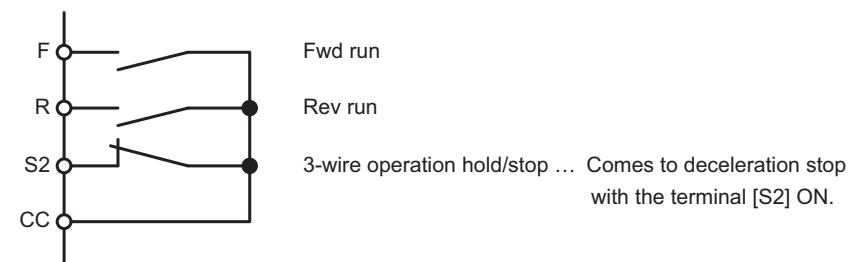 F Fwd run
R Rev run
S2 3-wire operation hold/stop … Comes to deceleration stop
with the terminal [S2] ON.
CC